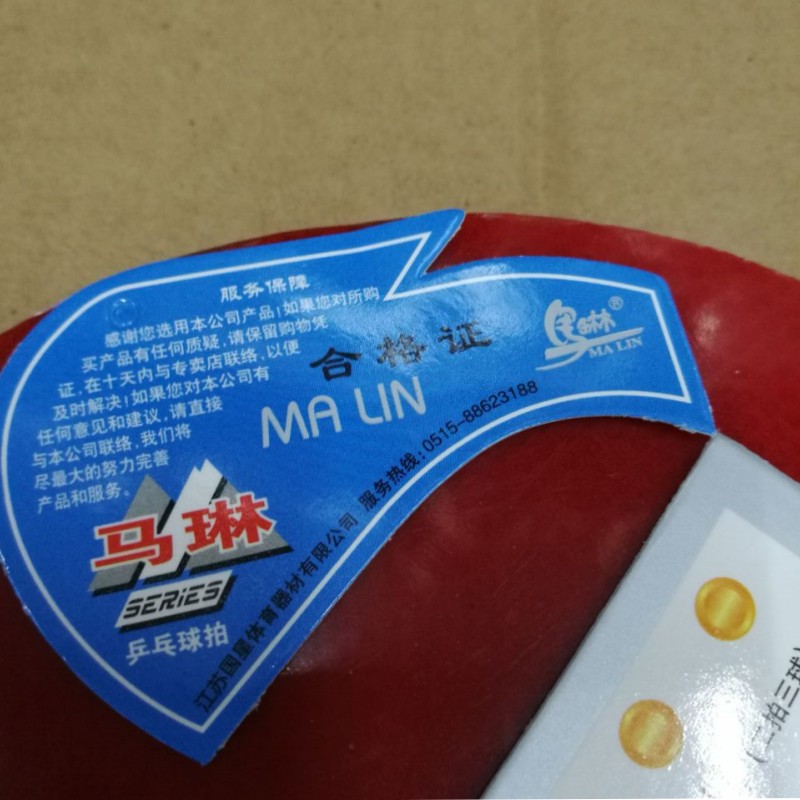 服务保障
感谢您选用本公司产品!如果您对所购
买产品有任何质疑,请保留购物凭
证,在十天内与专卖店联络,以便
及时解决!如果您对本公司有
任何意见和建议,请直接
与本公司联络,我们将
尽最大的努力完善
产品和服务。
合格证
MA LIN
马琳
SERIES
乒乓球拍
江苏国星体育器材有限公司 服务热线:0515-88623188
琳®
MA LIN
(二拍三球)